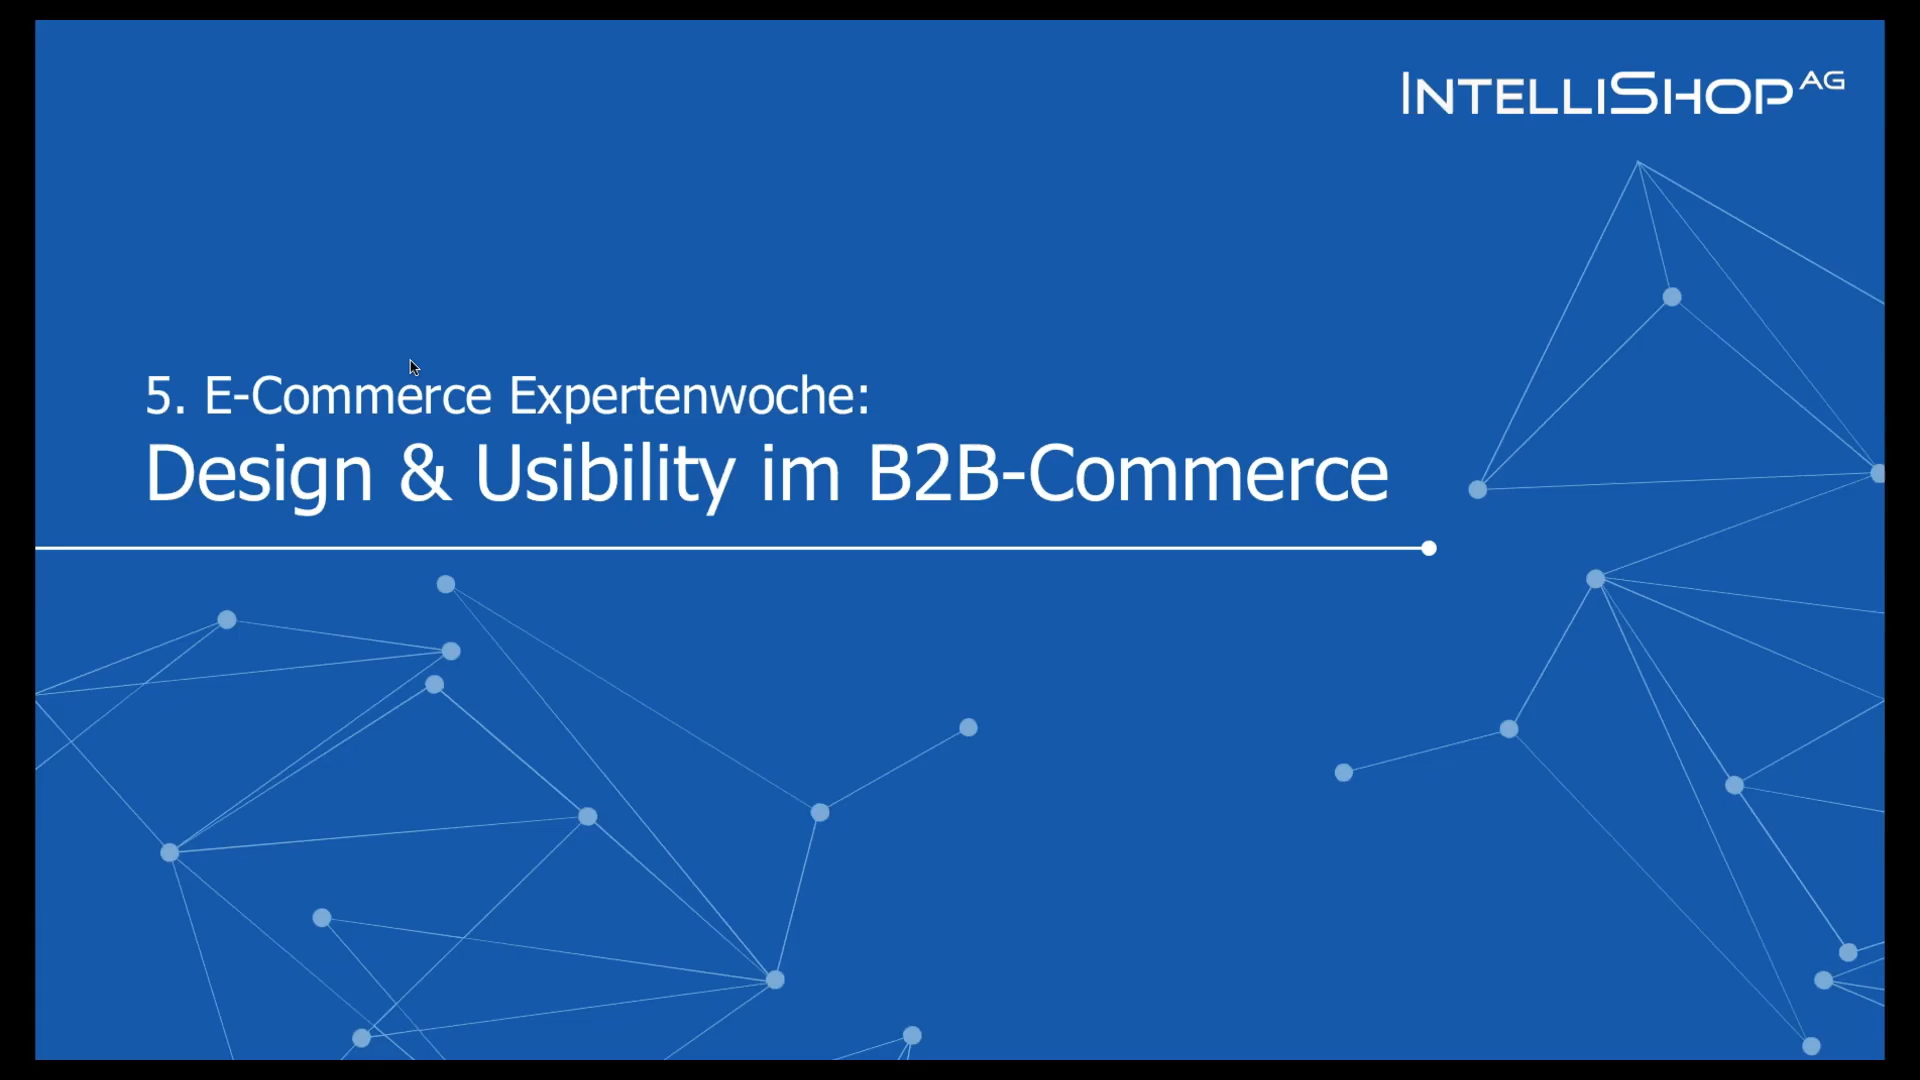 INTELLISHOP AG
5. E-Commerce Expertenwoche:
Design & Usibility im B2B-Commerce